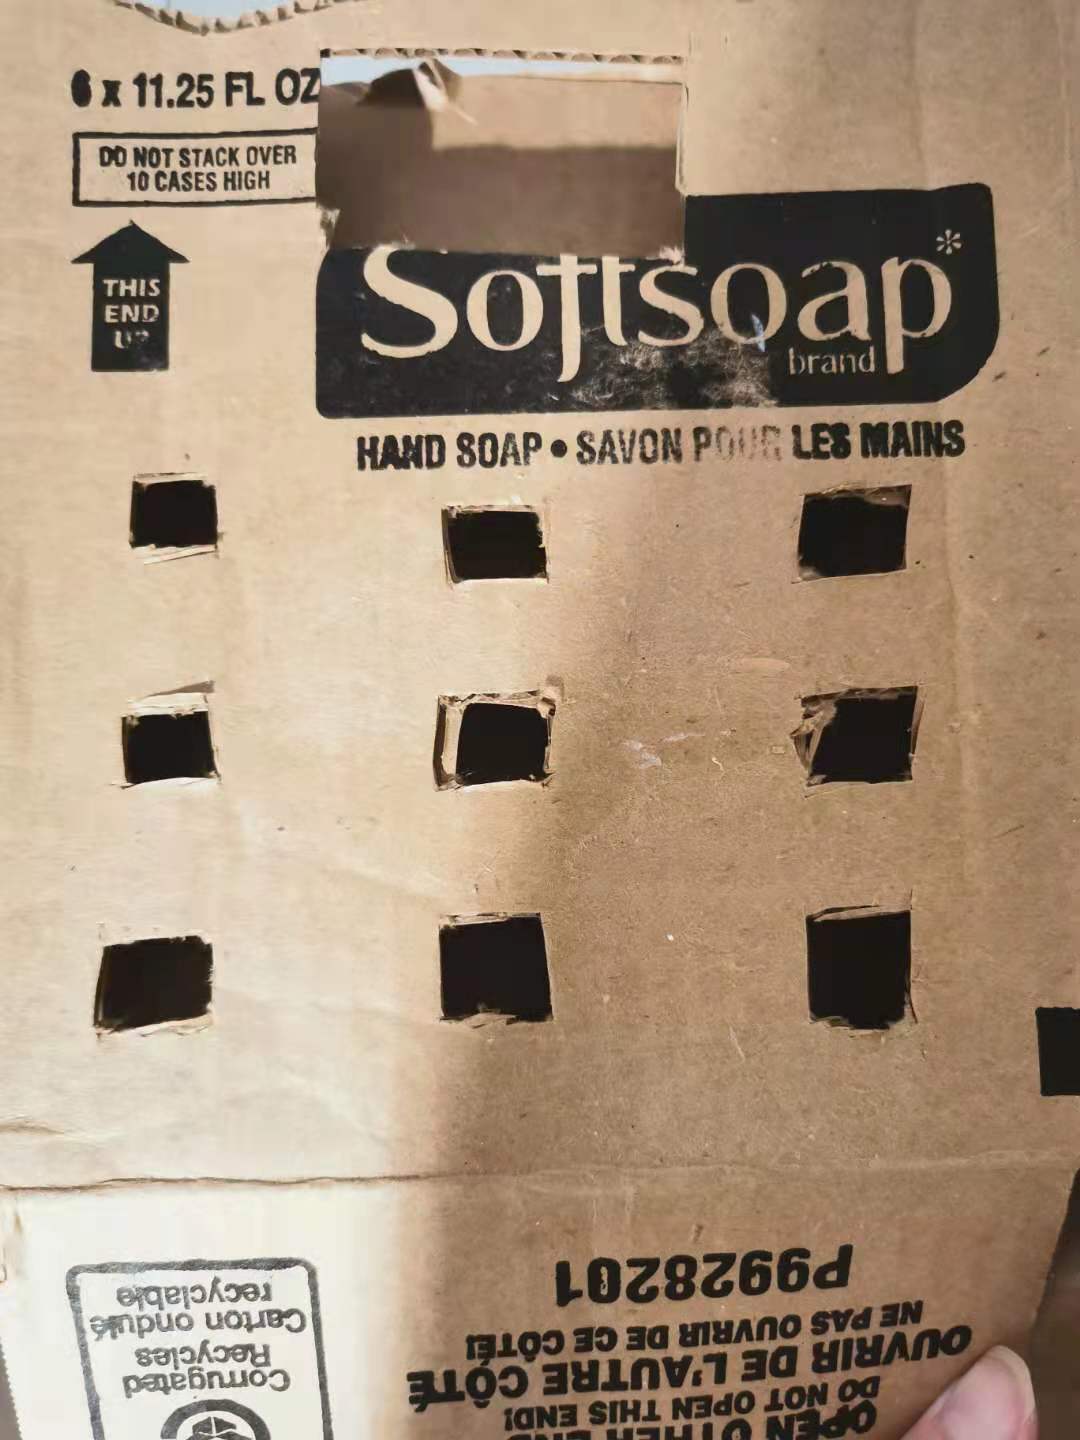 6 x 11.25 FL OZ
DO NOT STACK OVER
10 CASES HIGH
THIS
END
UP
Softsoap*
brand
HAND SOAP • SAVON POUR LES MAINS
P9928201
NE PAS OUVRIR DE CE CÔTÉ!
OUVRIR DE L'AUTRE CÔTÉ
DO NOT OPEN THIS END!
OPEN OTHER END
Corrugated
Recycles
Carton ondulé
recyclable